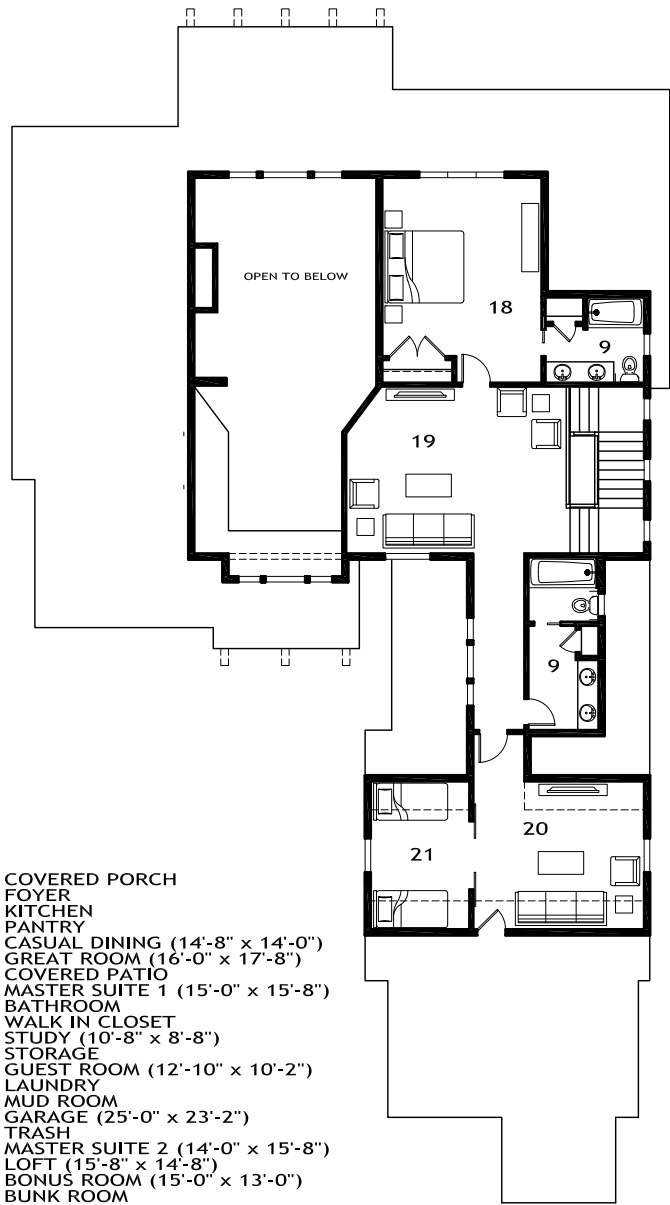 OPEN TO BELOW
18
9
19
9
20
21
COVERED PORCH
FOYER
KITCHEN
PANTRY
CASUAL DINING (14'-8" x 14'-0")
GREAT ROOM (16'-0" x 17'-8")
COVERED PATIO
MASTER SUITE 1 (15'-0" x 15'-8")
BATHROOM
WALK IN CLOSET
STUDY (10'-8" x 8'-8")
STORAGE
GUEST ROOM (12'-10" x 10'-2")
LAUNDRY
MUD ROOM
GARAGE (25'-0" x 23'-2")
TRASH
MASTER SUITE 2 (14'-0" x 15'-8")
LOFT (15'-8" x 14'-8")
BONUS ROOM (15'-0" x 13'-0")
BUNK ROOM